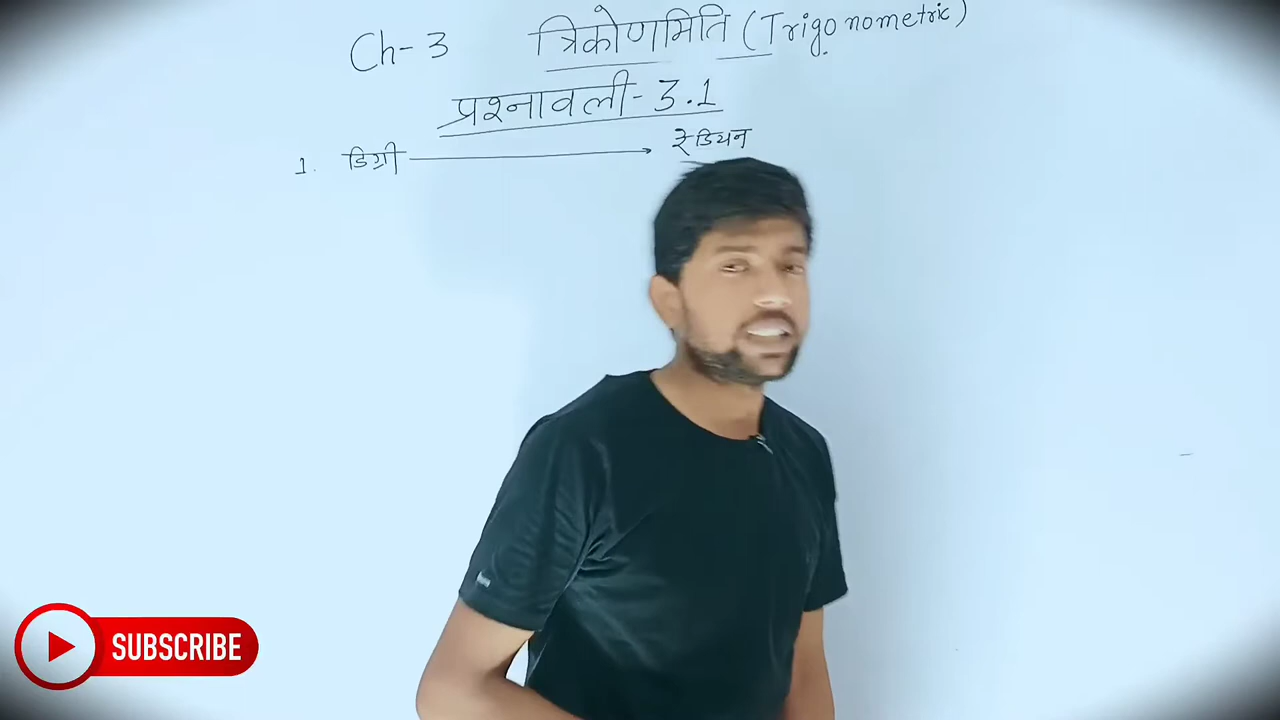 Ch-3 त्रिकोणमिति (Trigonometric)
प्रश्नावली-3.1
1. डिग्री → रेडियन
SUBSCRIBE